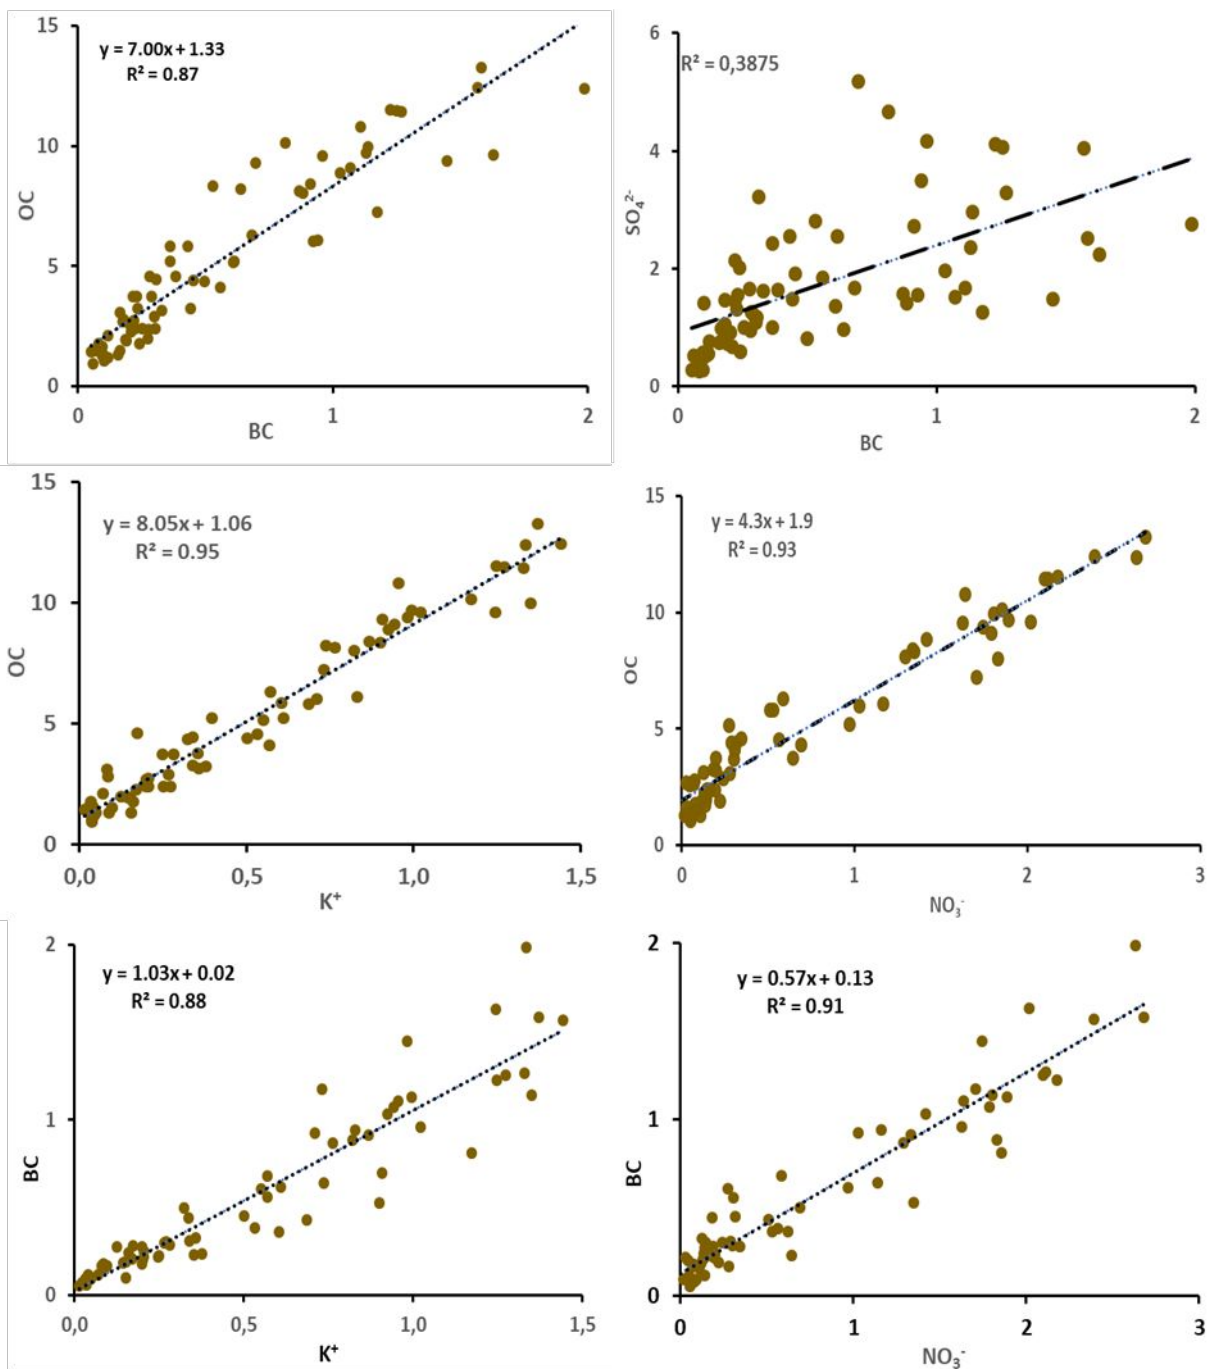 15
y = 7.00x + 1.33
R² = 0.87
10
OC
5
0
0 1 2
BC
6
R² = 0,3875
4
SO₄²⁻
2
0
0 1 2
BC
15
y = 8.05x + 1.06
R² = 0.95
10
OC
5
0
0,0 0,5 1,0 1,5
K⁺
15
y = 4.3x + 1.9
R² = 0.93
10
OC
5
0
0 1 2 3
NO₃⁻
2
y = 1.03x + 0.02
R² = 0.88
1
BC
0
0,0 0,5 1,0 1,5
K⁺
2
y = 0.57x + 0.13
R² = 0.91
1
BC
0
0 1 2 3
NO₃⁻